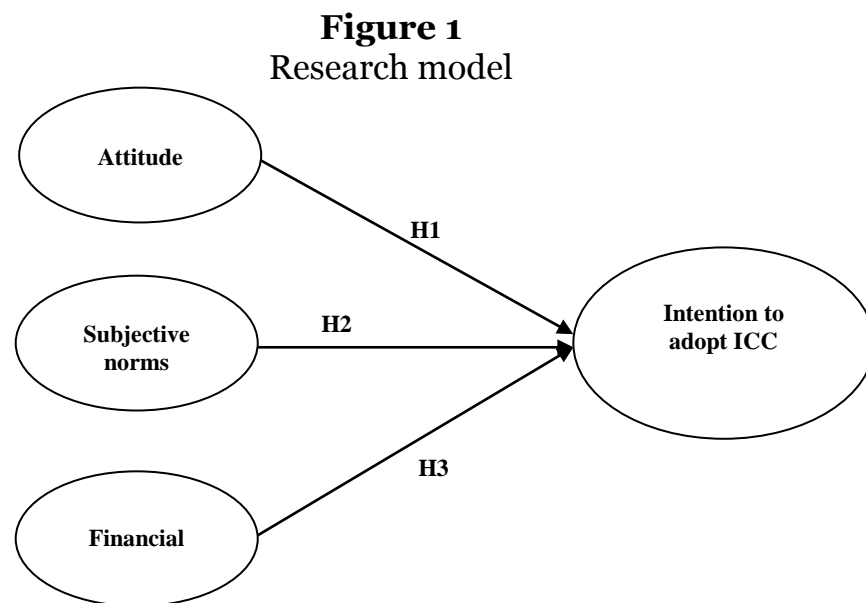 Figure 1
Research model
Attitude
H1
Subjective
norms
H2
Intention to
adopt ICC
H3
Financial